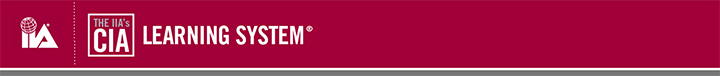 IIA®
THE IIA's
CIA LEARNING SYSTEM®